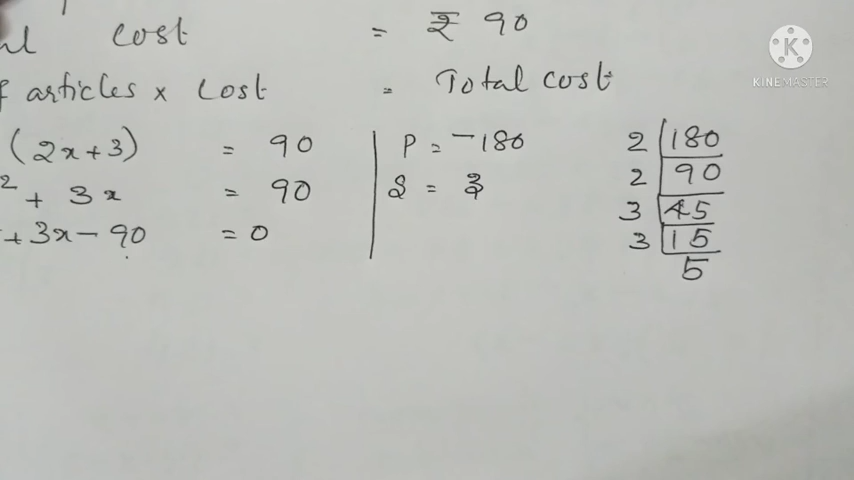 cost = ₹ 90
articles × cost = Total cost
(2x+3) = 90
2 + 3x = 90
+3x-90 = 0
P = -180
S = 3
2 180
2 90
3 45
3 15
5
K
KINEMASTER